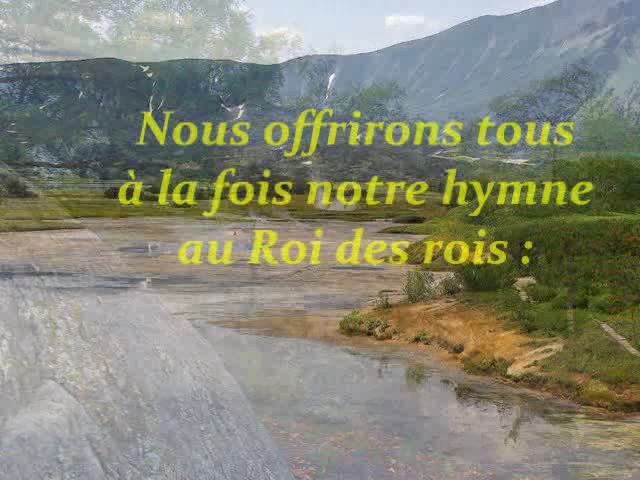 Nous offrirons tous
à la fois notre hymne
au Roi des rois :